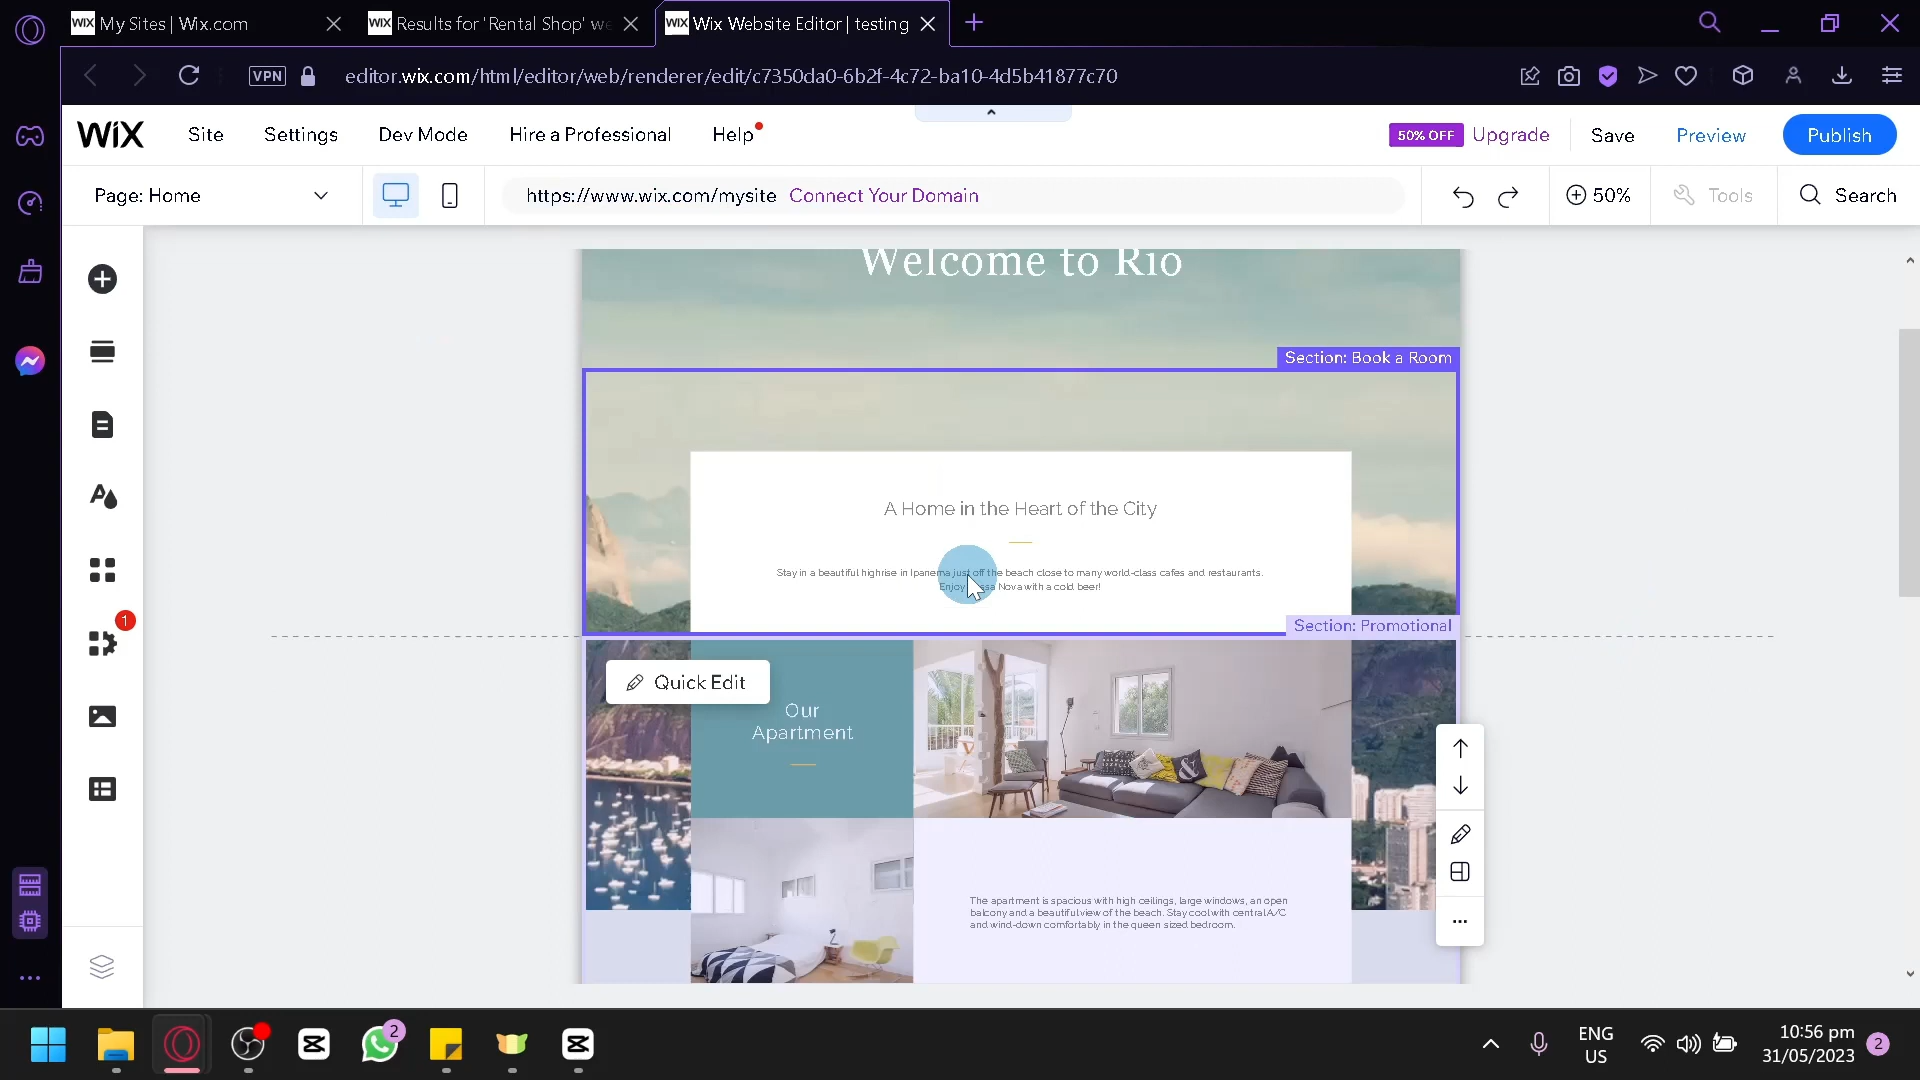 WiX My Sites | Wix.com
WiX Results for 'Rental Shop' we
WiX Wix Website Editor | testing
VPN editor.wix.com/html/editor/web/renderer/edit/c7350da0-6b2f-4c72-ba10-4d5b41877c70
WiX Site Settings Dev Mode Hire a Professional Help 50% OFF Upgrade Save Preview Publish
Page: Home https://www.wix.com/mysite Connect Your Domain 50% Tools Search
Welcome to Rio
Section: Book a Room
A Home in the Heart of the City
Stay in a beautiful highrise in Ipanema just off the beach close to many world-class cafes and restaurants.
Enjoy Nova with a cold beer!
1
Section: Promotional
Quick Edit
Our
Apartment
The apartment is spacious with high ceilings, large windows, an open
balcony and a beautiful view of the beach. Stay cool with central A/C
and wind-down comfortably in the queen sized bedroom.
2
ENG
US
10:56 pm
31/05/2023
2